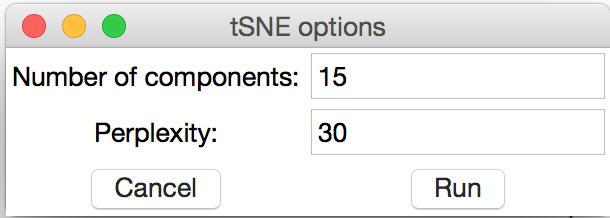 tSNE options
Number of components: 15
Perplexity: 30
Cancel Run